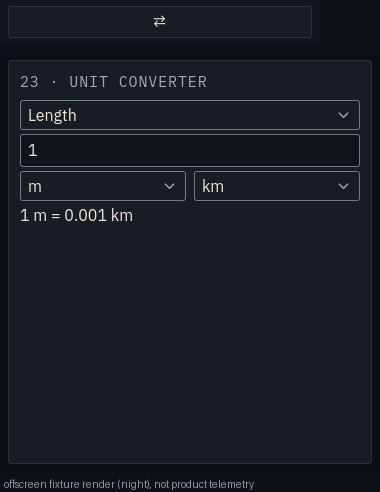 ⇄
23 · UNIT CONVERTER
Length
1
m km
1 m = 0.001 km
offscreen fixture render (night), not product telemetry